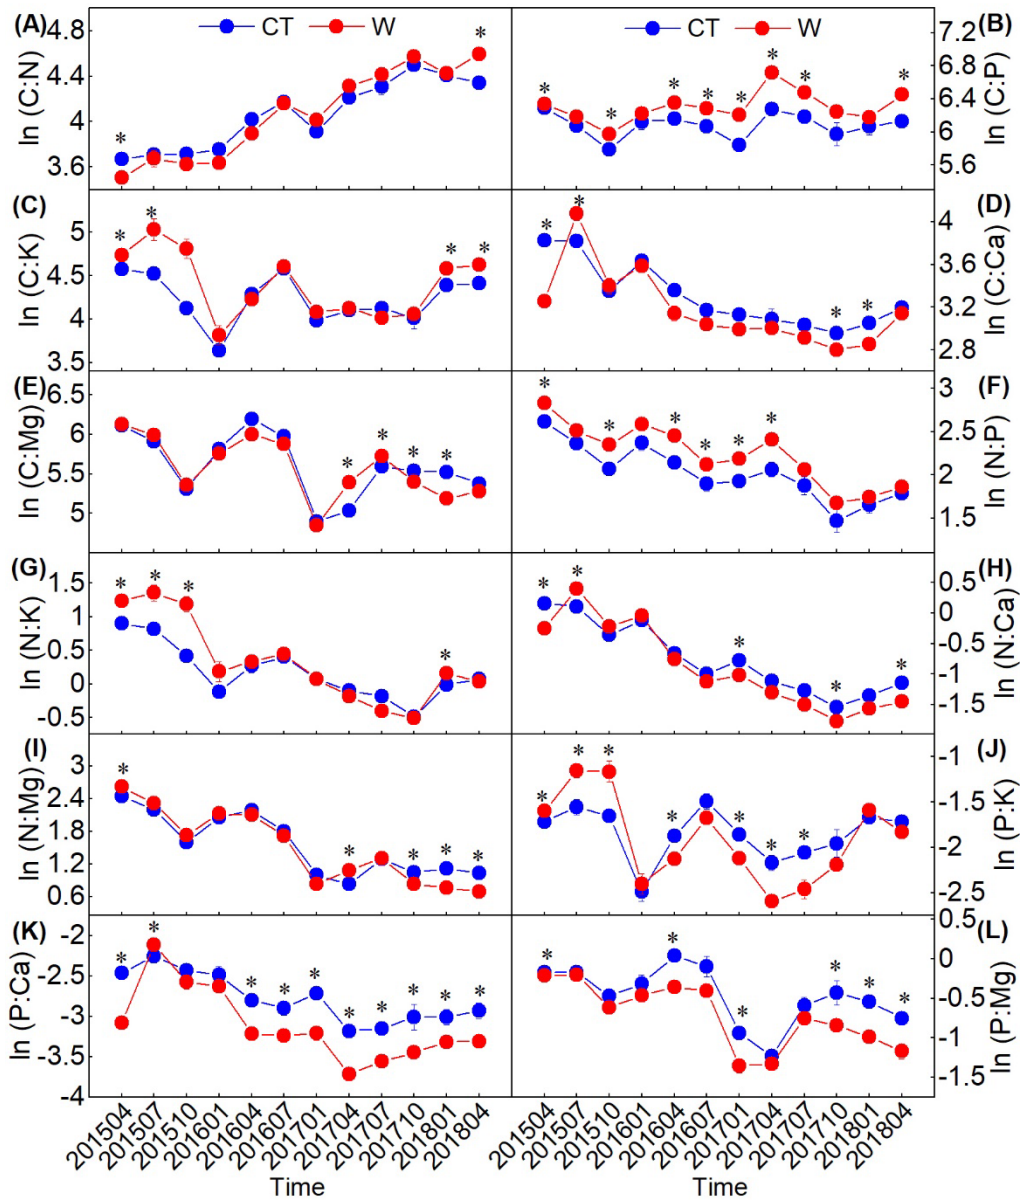 (A) CT W CT W (B)
ln (C:N) 4.8 4.4 4 3.6
7.2 6.8 6.4 6 5.6 ln (C:P)
* *
* * * * * * * *
(C) (D)
ln (C:K) 5 4.5 4 3.5
4 3.6 3.2 2.8 ln (C:Ca)
* * * *
* * * *
(E) (F)
ln (C:Mg) 6.5 6 5.5 5
3 2.5 2 1.5 ln (N:P)
* * * *
* * * * * *
(G) (H)
ln (N:K) 1.5 1 0.5 0 -0.5
0.5 0 -0.5 -1 -1.5 ln (N:Ca)
* * * *
* * * * *
(I) (J)
ln (N:Mg) 3 2.4 1.8 1.2 0.6
-1 -1.5 -2 -2.5 ln (P:K)
* * * * *
* * * * * * *
(K) (L)
ln (P:Ca) -2 -2.5 -3 -3.5 -4
0.5 0 -0.5 -1 -1.5 ln (P:Mg)
* * * * * * * * * *
* * * * * *
201504 201507 201510 201601 201604 201607 201701 201704 201707 201710 201801 201804
201504 201507 201510 201601 201604 201607 201701 201704 201707 201710 201801 201804
Time Time